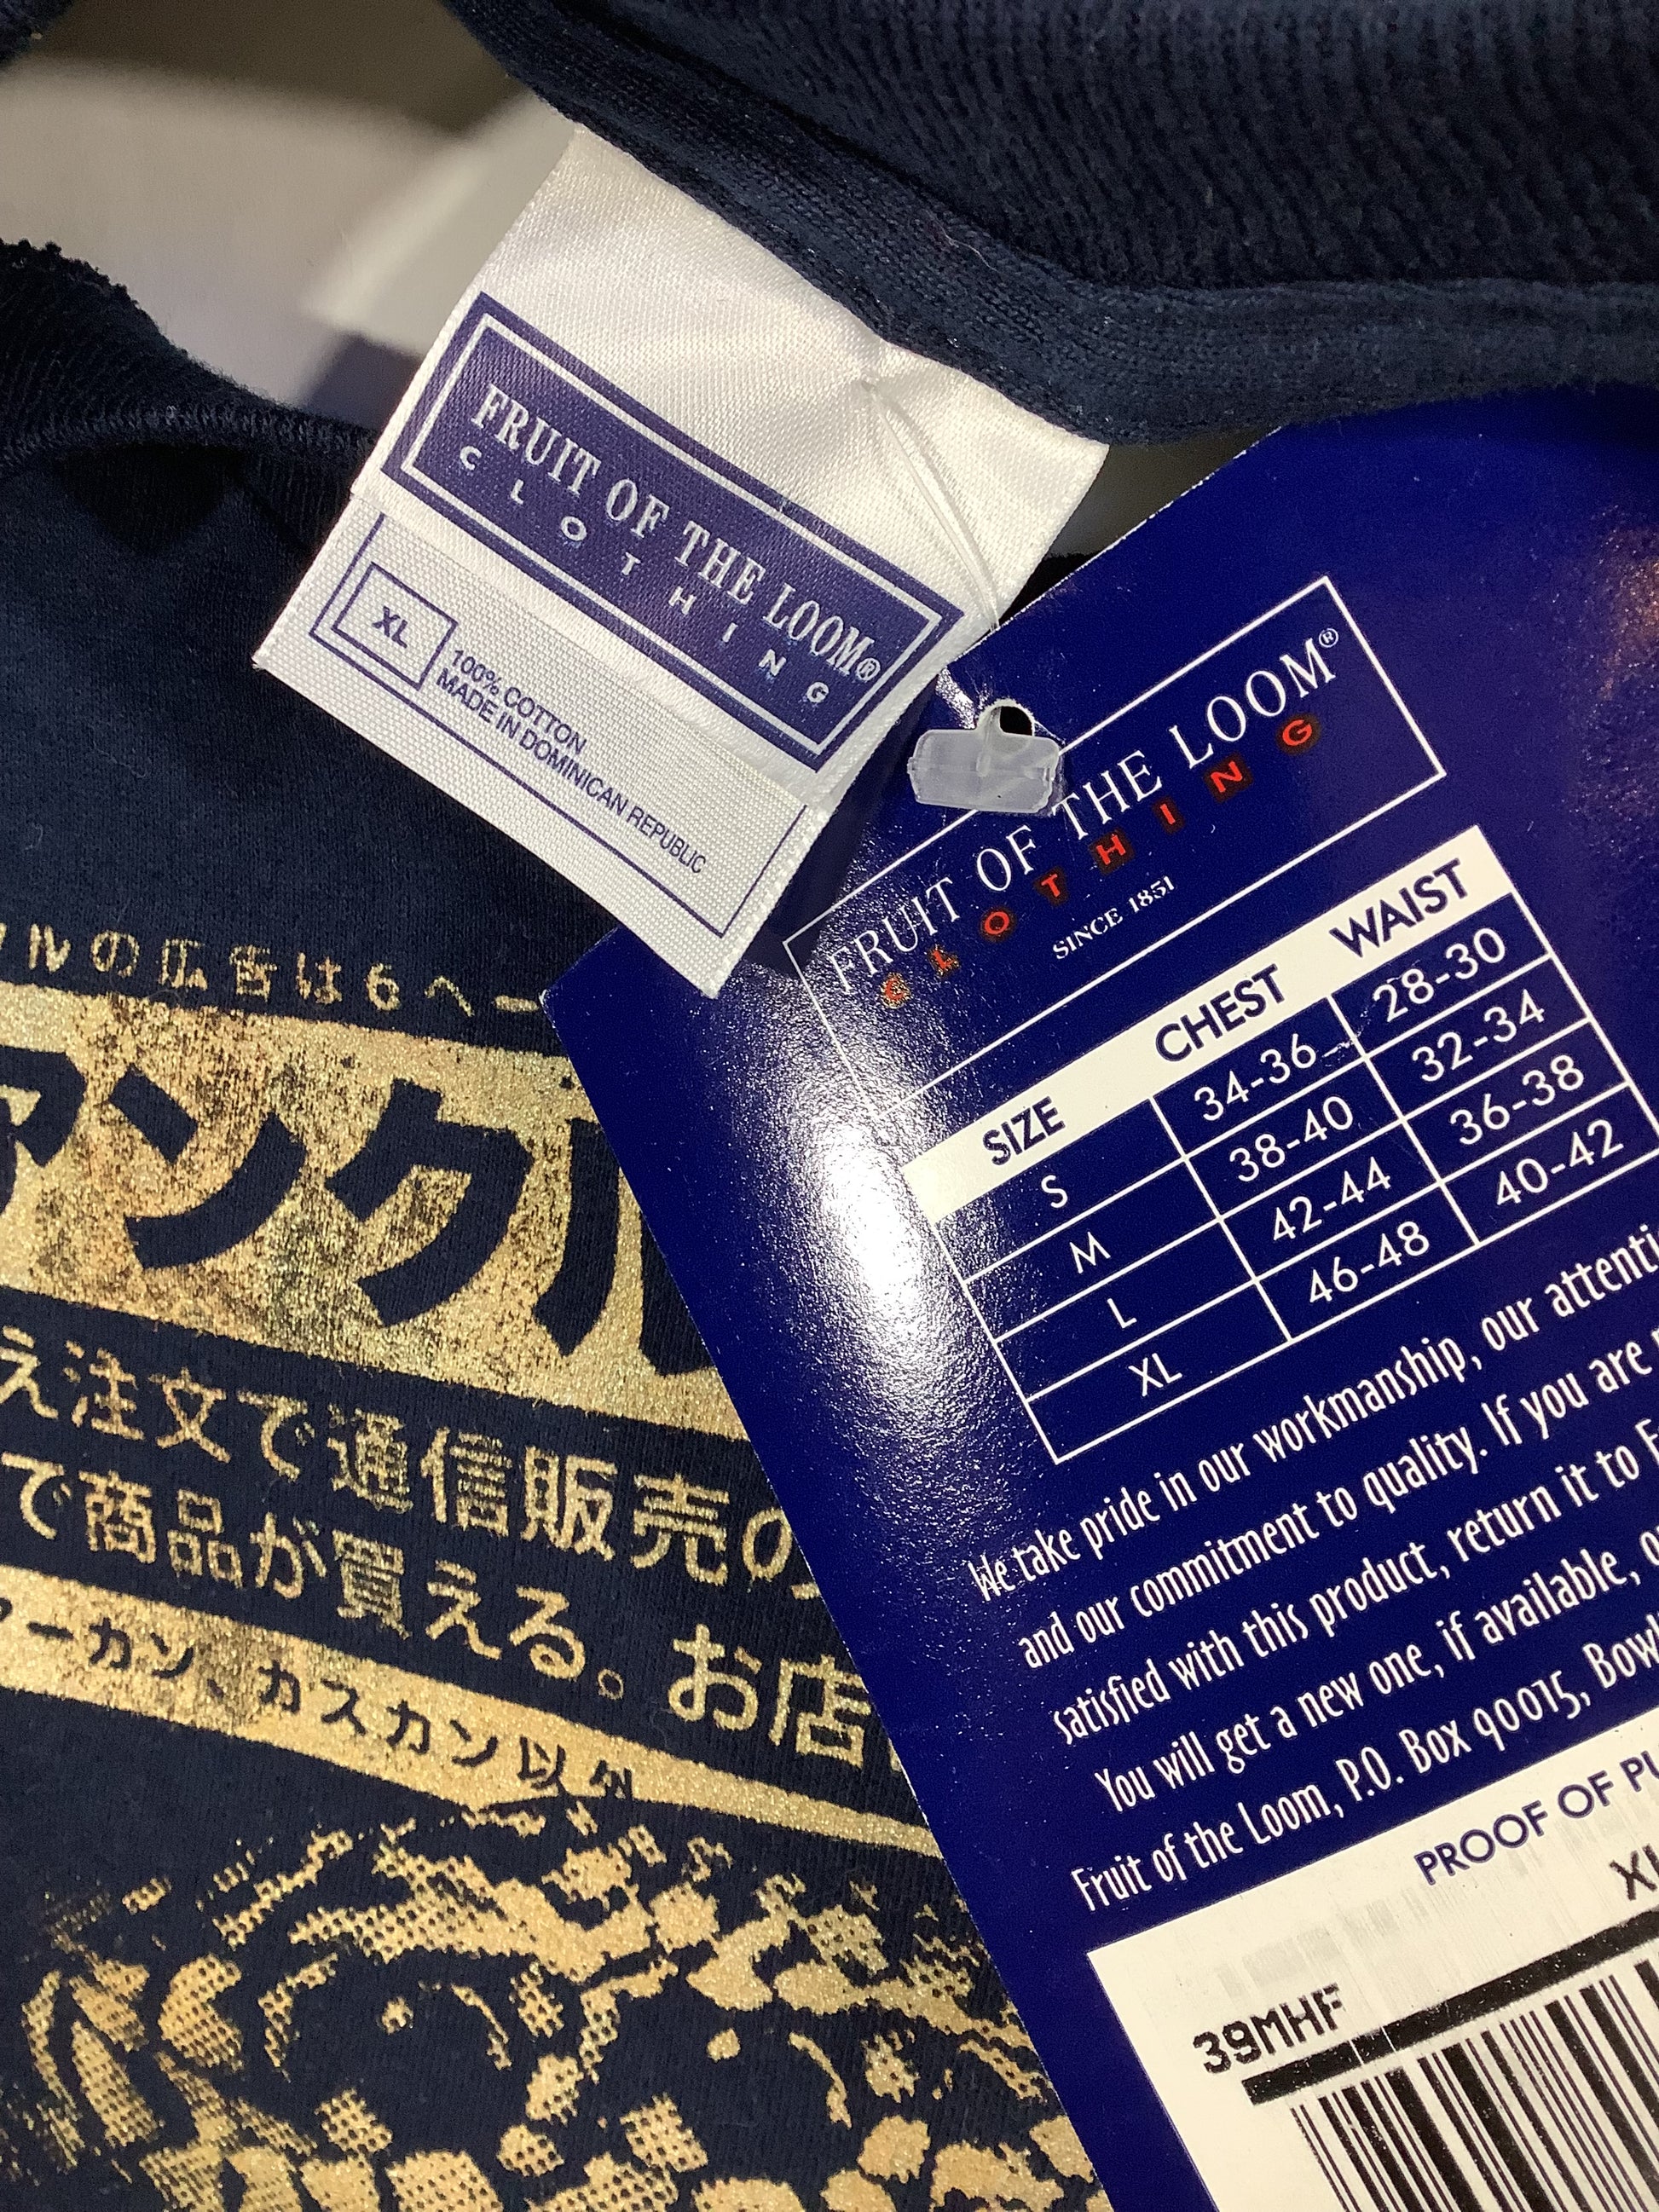 FRUIT OF THE LOOM®
CLOTHING
XL
100% COTTON
MADE IN DOMINICAN REPUBLIC
FRUIT OF THE LOOM®
CLOTHING
SINCE 1851
SIZE CHEST WAIST
S 34-36 28-30
M 38-40 32-34
L 42-44 36-38
XL 46-48 40-42
We take pride in our workmanship, our
and our commitment to quality. If you are
satisfied with this product, return it to
You will get a new one, if available,
Fruit of the Loom, P.O. Box 90015,
PROOF OF
39MHF
ルの広告は6ペー
アングル
え注文で通信販売の
で商品が買える。お店
ーカン、カスカン以外